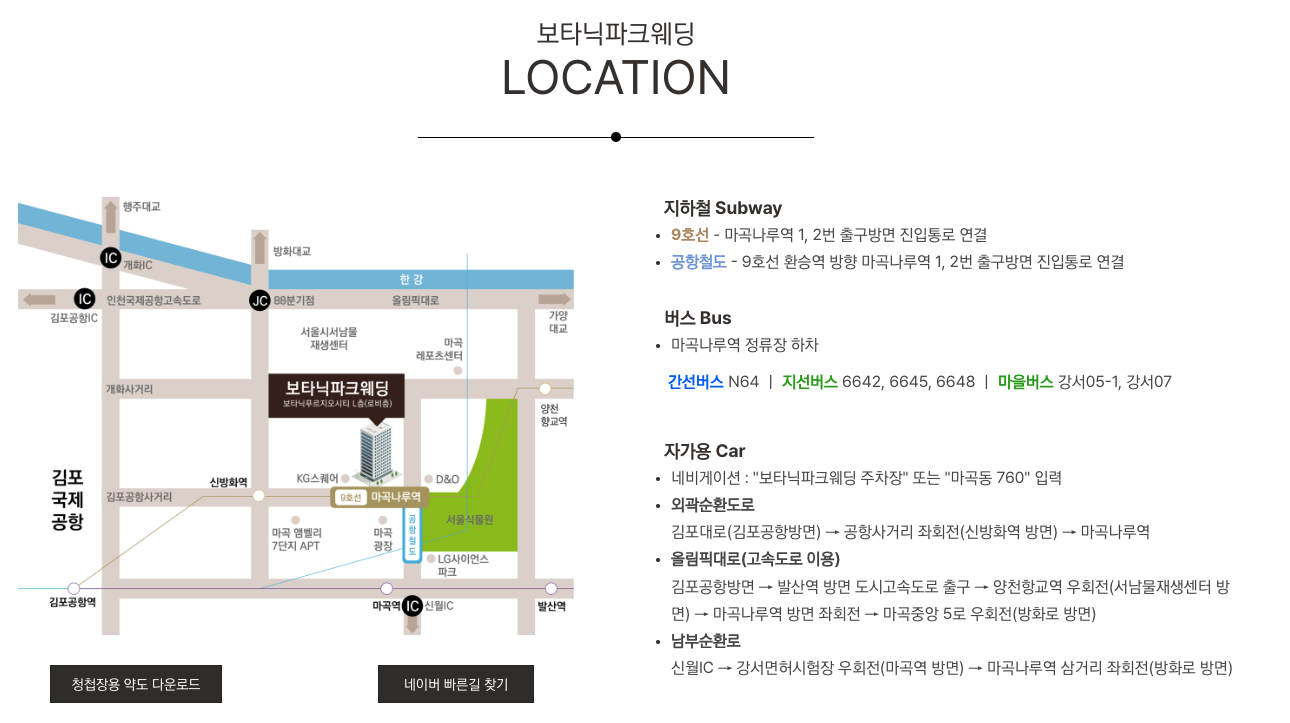 보타닉파크웨딩
LOCATION
행주대교
IC
개화IC
방화대교
한 강
IC
인천국제공항고속도로
JC
88분기점
올림픽대로
김포공항IC
가양
대교
서울시서남물
재생센터
마곡
레포츠센터
개화사거리
보타닉파크웨딩
보타닉푸르지오시티 L층(로비층)
양천
향교역
김포
국제
공항
신방화역
KG스퀘어
D&O
김포공항사거리
9호선
마곡나루역
공항철도
서울식물원
마곡 엠벨리
7단지 APT
마곡
광장
LG사이언스
파크
김포공항역
마곡역
IC
신월IC
발산역
청첩장용 약도 다운로드
네이버 빠른길 찾기
지하철 Subway
• 9호선 - 마곡나루역 1, 2번 출구방면 진입통로 연결
• 공항철도 - 9호선 환승역 방향 마곡나루역 1, 2번 출구방면 진입통로 연결
버스 Bus
• 마곡나루역 정류장 하차
간선버스 N64 ㅣ 지선버스 6642, 6645, 6648 ㅣ 마을버스 강서05-1, 강서07
자가용 Car
• 네비게이션 : "보타닉파크웨딩 주차장" 또는 "마곡동 760" 입력
• 외곽순환도로
김포대로(김포공항방면) → 공항사거리 좌회전(신방화역 방면) → 마곡나루역
• 올림픽대로(고속도로 이용)
김포공항방면 → 발산역 방면 도시고속도로 출구 → 양천항교역 우회전(서남물재생센터 방
면) → 마곡나루역 방면 좌회전 → 마곡중앙 5로 우회전(방화로 방면)
• 남부순환로
신월IC → 강서면허시험장 우회전(마곡역 방면) → 마곡나루역 삼거리 좌회전(방화로 방면)